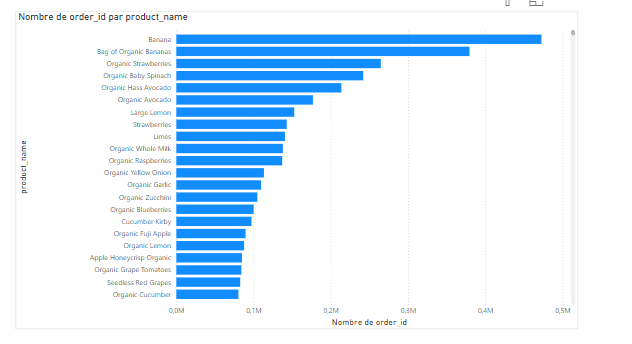 Nombre de order_id par product_name
product_name
Banana
Bag of Organic Bananas
Organic Strawberries
Organic Baby Spinach
Organic Hass Avocado
Organic Avocado
Large Lemon
Strawberries
Limes
Organic Whole Milk
Organic Raspberries
Organic Yellow Onion
Organic Garlic
Organic Zucchini
Organic Blueberries
Cucumber Kirby
Organic Fuji Apple
Organic Lemon
Apple Honeycrisp Organic
Organic Grape Tomatoes
Seedless Red Grapes
Organic Cucumber
0,0M 0,1M 0,2M 0,3M 0,4M 0,5M
Nombre de order_id